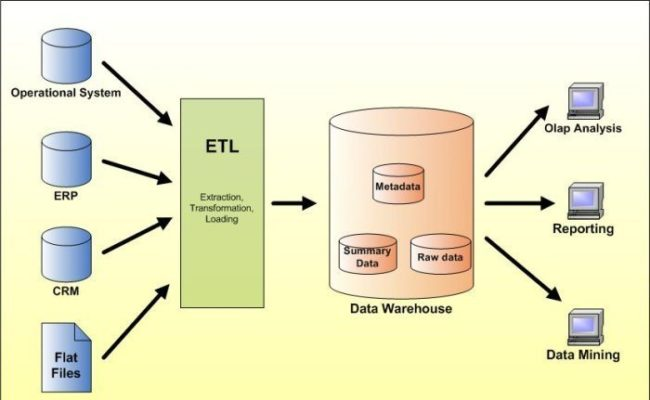 Operational System
ERP
CRM
Flat
Files
ETL
Extraction,
Transformation,
Loading
Metadata
Summary
Data
Raw data
Data Warehouse
Olap Analysis
Reporting
Data Mining